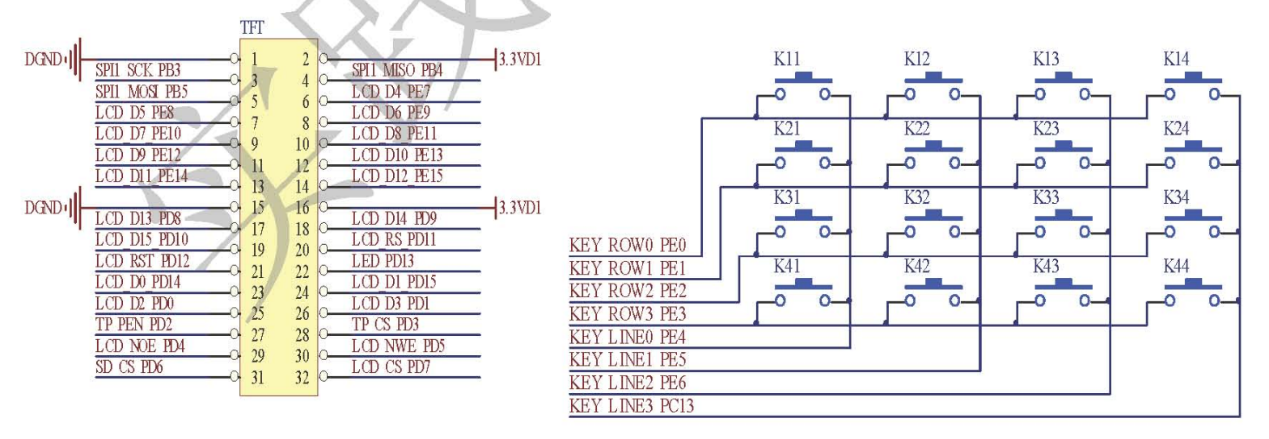 TFT
DGND 1 2 3.3VD1
SPI1 SCK PB3 3 4 SPI1 MISO PB4
SPI1 MOSI PB5 5 6 LCD D4 PE7
LCD D5 PE8 7 8 LCD D6 PE9
LCD D7 PE10 9 10 LCD D8 PE11
LCD D9 PE12 11 12 LCD D10 PE13
LCD D11 PE14 13 14 LCD D12 PE15
DGND 15 16 3.3VD1
LCD D13 PD8 17 18 LCD D14 PD9
LCD D15 PD10 19 20 LCD RS PD11
LCD RST PD12 21 22 LED PD13
LCD D0 PD14 23 24 LCD D1 PD15
LCD D2 PD0 25 26 LCD D3 PD1
TP PEN PD2 27 28 TP CS PD3
LCD NOE PD4 29 30 LCD NWE PD5
SD CS PD6 31 32 LCD CS PD7
K11 K12 K13 K14
K21 K22 K23 K24
K31 K32 K33 K34
K41 K42 K43 K44
KEY ROW0 PE0
KEY ROW1 PE1
KEY ROW2 PE2
KEY ROW3 PE3
KEY LINE0 PE4
KEY LINE1 PE5
KEY LINE2 PE6
KEY LINE3 PC13